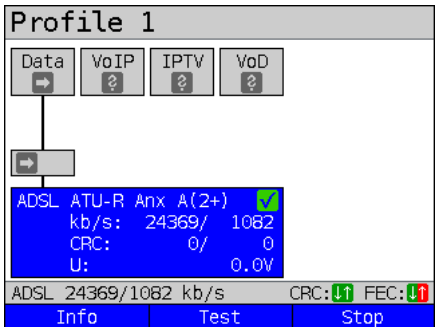 Profile 1
Data VoIP IPTV VoD
ADSL ATU-R Anx A(2+)
kb/s: 24369/ 1082
CRC: 0/ 0
U: 0.0V
ADSL 24369/1082 kb/s CRC: FEC:
Info Test Stop